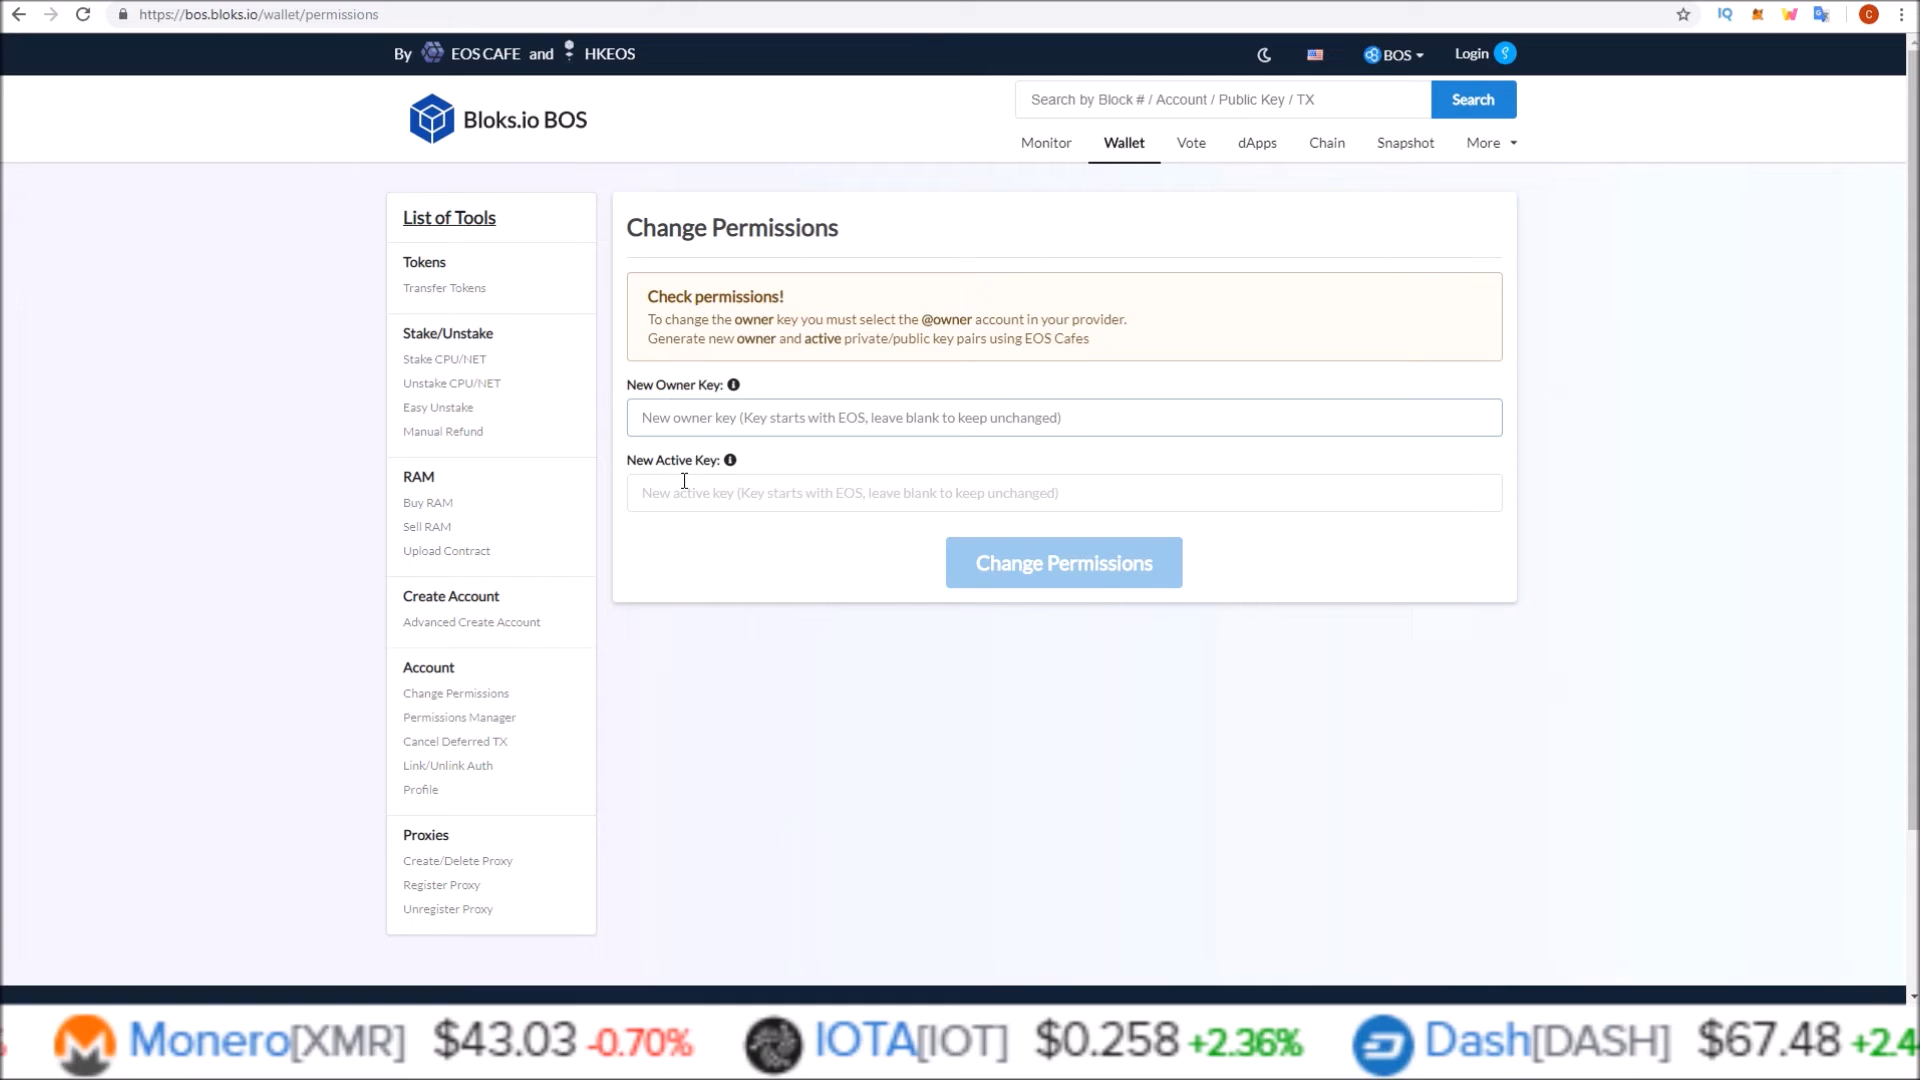 https://bos.bloks.io/wallet/permissions
By EOS CAFE and HKEOS
BOS
Login
Bloks.io BOS
Search by Block # / Account / Public Key / TX
Search
Monitor
Wallet
Vote
dApps
Chain
Snapshot
More
List of Tools
Tokens
Transfer Tokens
Stake/Unstake
Stake CPU/NET
Unstake CPU/NET
Easy Unstake
Manual Refund
RAM
Buy RAM
Sell RAM
Upload Contract
Create Account
Advanced Create Account
Account
Change Permissions
Permissions Manager
Cancel Deferred TX
Link/Unlink Auth
Profile
Proxies
Create/Delete Proxy
Register Proxy
Unregister Proxy
Change Permissions
Check permissions!
To change the owner key you must select the @owner account in your provider.
Generate new owner and active private/public key pairs using EOS Cafes
New Owner Key:
New owner key (Key starts with EOS, leave blank to keep unchanged)
New Active Key:
New active key (Key starts with EOS, leave blank to keep unchanged)
Change Permissions
Monero[XMR] $43.03 -0.70% IOTA[IOT] $0.258 +2.36% Dash[DASH] $67.48 +2.4